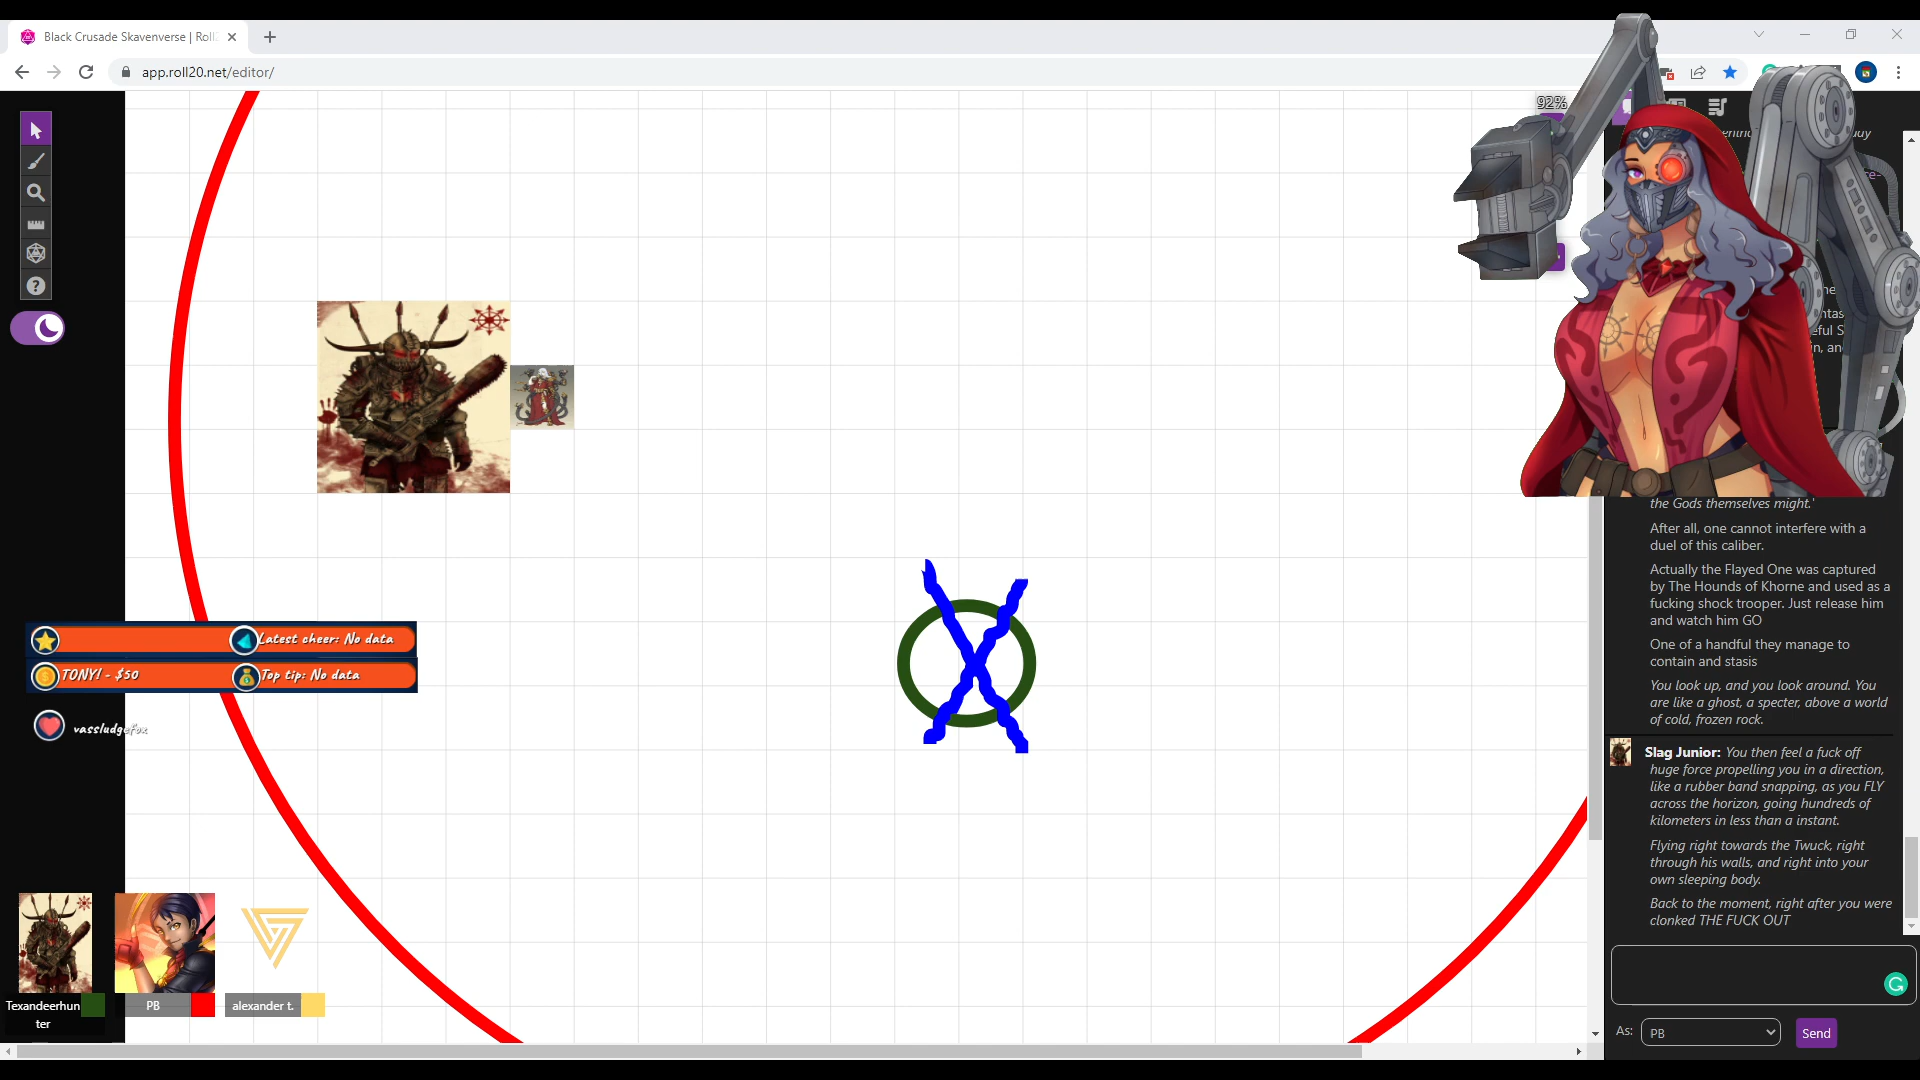 Black Crusade Skavenverse | Roll
app.roll20.net/editor/
92%
the Gods themselves might.'
After all, one cannot interfere with a
duel of this caliber.
Actually the Flayed One was captured
by The Hounds of Khorne and used as a
fucking shock trooper. Just release him
and watch him GO
One of a handful they manage to
contain and stasis
You look up, and you look around. You
are like a ghost, a specter, above a world
of cold, frozen rock.
Slag Junior: You then feel a fuck off
huge force propelling you in a direction,
like a rubber band snapping, as you FLY
across the horizon, going hundreds of
kilometers in less than a instant.
Flying right towards the Twuck, right
through his walls, and right into your
own sleeping body.
Back to the moment, right after you were
clonked THE FUCK OUT
As: PB Send
Latest cheer: No data
TONY! - $50 Top tip: No data
vassludgefox
Texandeerhun
ter
PB
alexander t.